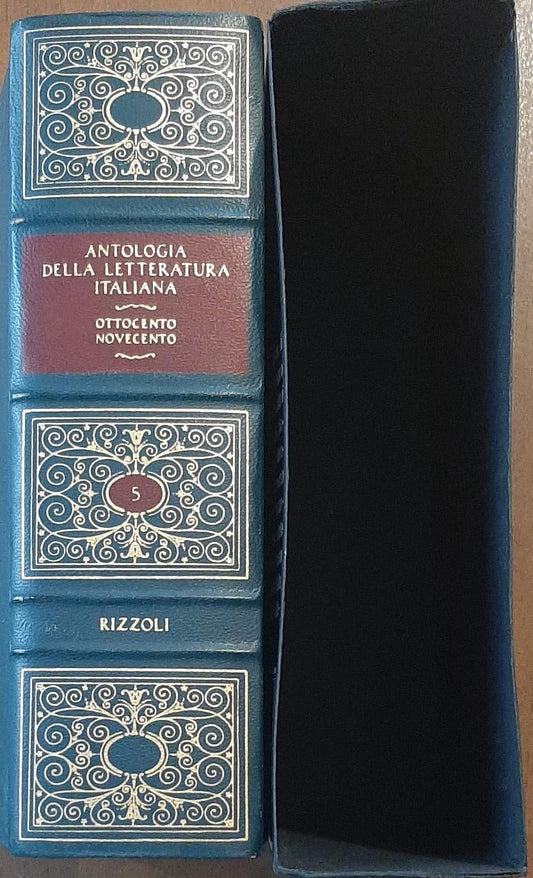 ANTOLOGIA
DELLA LETTERATURA
ITALIANA
OTTOCENTO
NOVECENTO
5
RIZZOLI